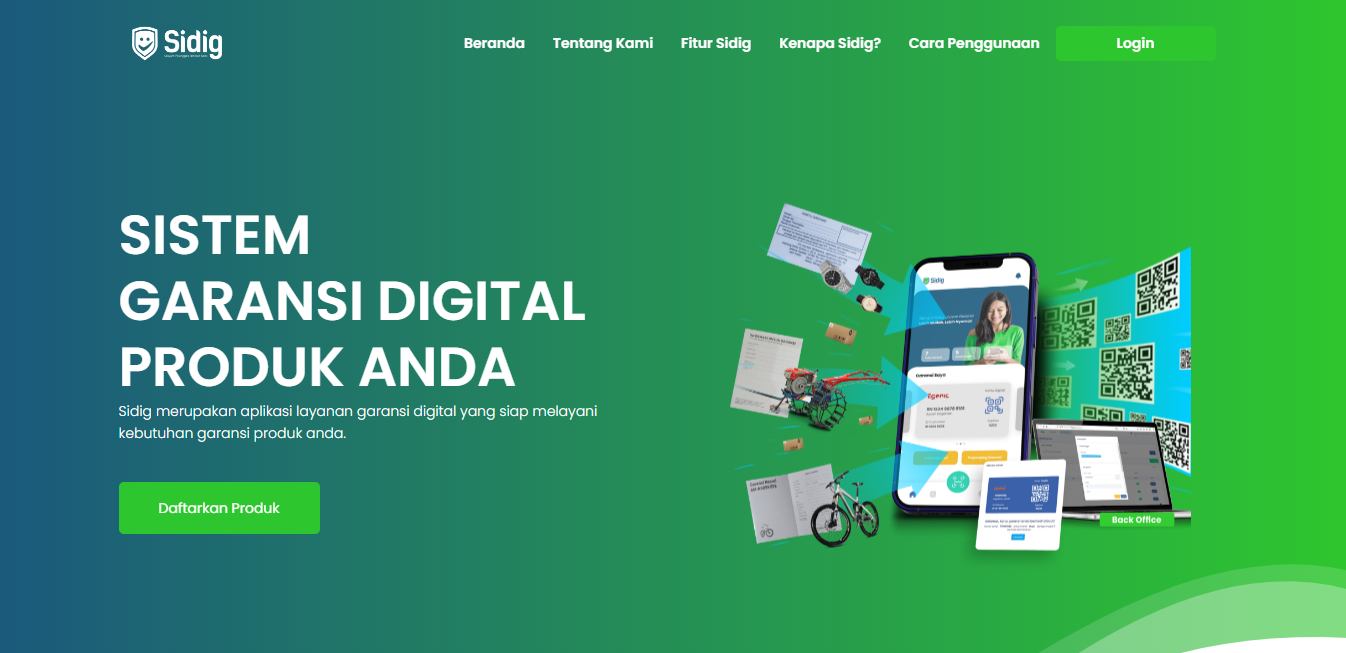 Sidig
Beranda
Tentang Kami
Fitur Sidig
Kenapa Sidig?
Cara Penggunaan
Login
SISTEM
GARANSI DIGITAL
PRODUK ANDA
Sidig merupakan aplikasi layanan garansi digital yang siap melayani
kebutuhan garansi produk anda.
Daftarkan Produk
Sidig
Back Office